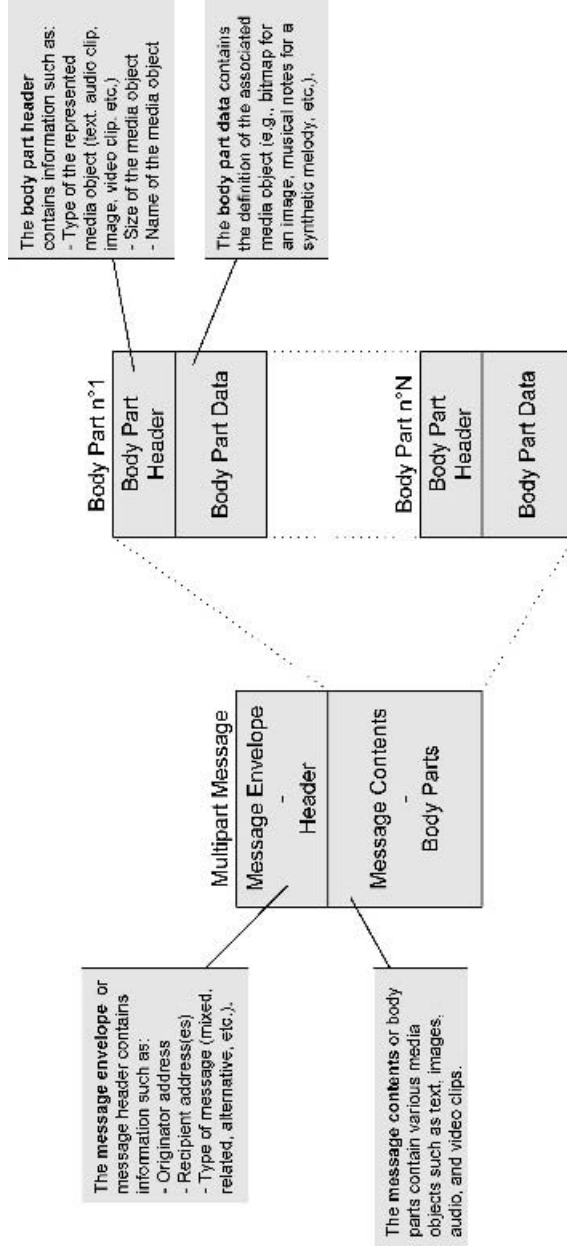 The message envelope or
message header contains
information such as:
- Originator address
- Recipient address(es)
- Type of message (mixed,
related, alternative, etc.).
The message contents or body
parts contain various media
objects such as text, images,
audio, and video clips.
Multipart Message
Message Envelope
-
Header
Message Contents
-
Body Parts
Body Part n°1
Body Part
Header
Body Part Data
Body Part n°N
Body Part
Header
Body Part Data
The body part header
contains information such as:
- Type of the represented
media object (text. audio clip,
image, video clip. etc.)
- Size of the media object
- Name of the media object
The body part data contains
the definition of the associated
media object (e.g., bitmap for
an image, musical notes for a
synthetic melody, etc.).